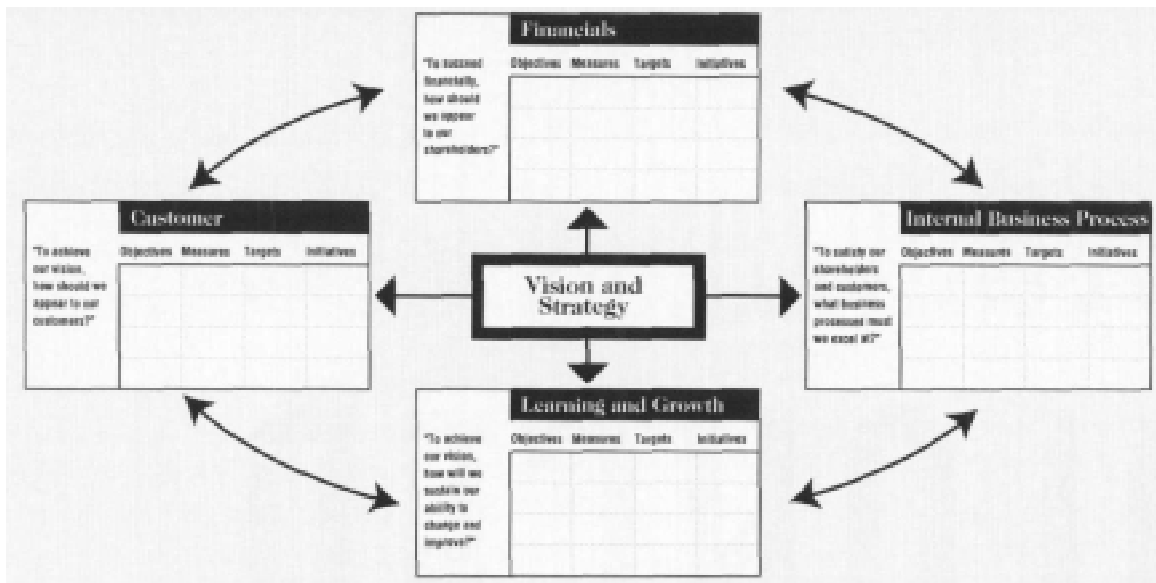 Financials
"To succeed
financially,
how should
we appear
to our
shareholders?"
Objectives Measures Targets Initiatives
Customer
"To achieve
our vision,
how should we
appear to our
customers?"
Objectives Measures Targets Initiatives
Vision and
Strategy
Internal Business Process
"To satisfy our
shareholders
and customers,
what business
processes must
we excel at?"
Objectives Measures Targets Initiatives
Learning and Growth
"To achieve
our vision,
how will we
sustain our
ability to
change and
improve?"
Objectives Measures Targets Initiatives